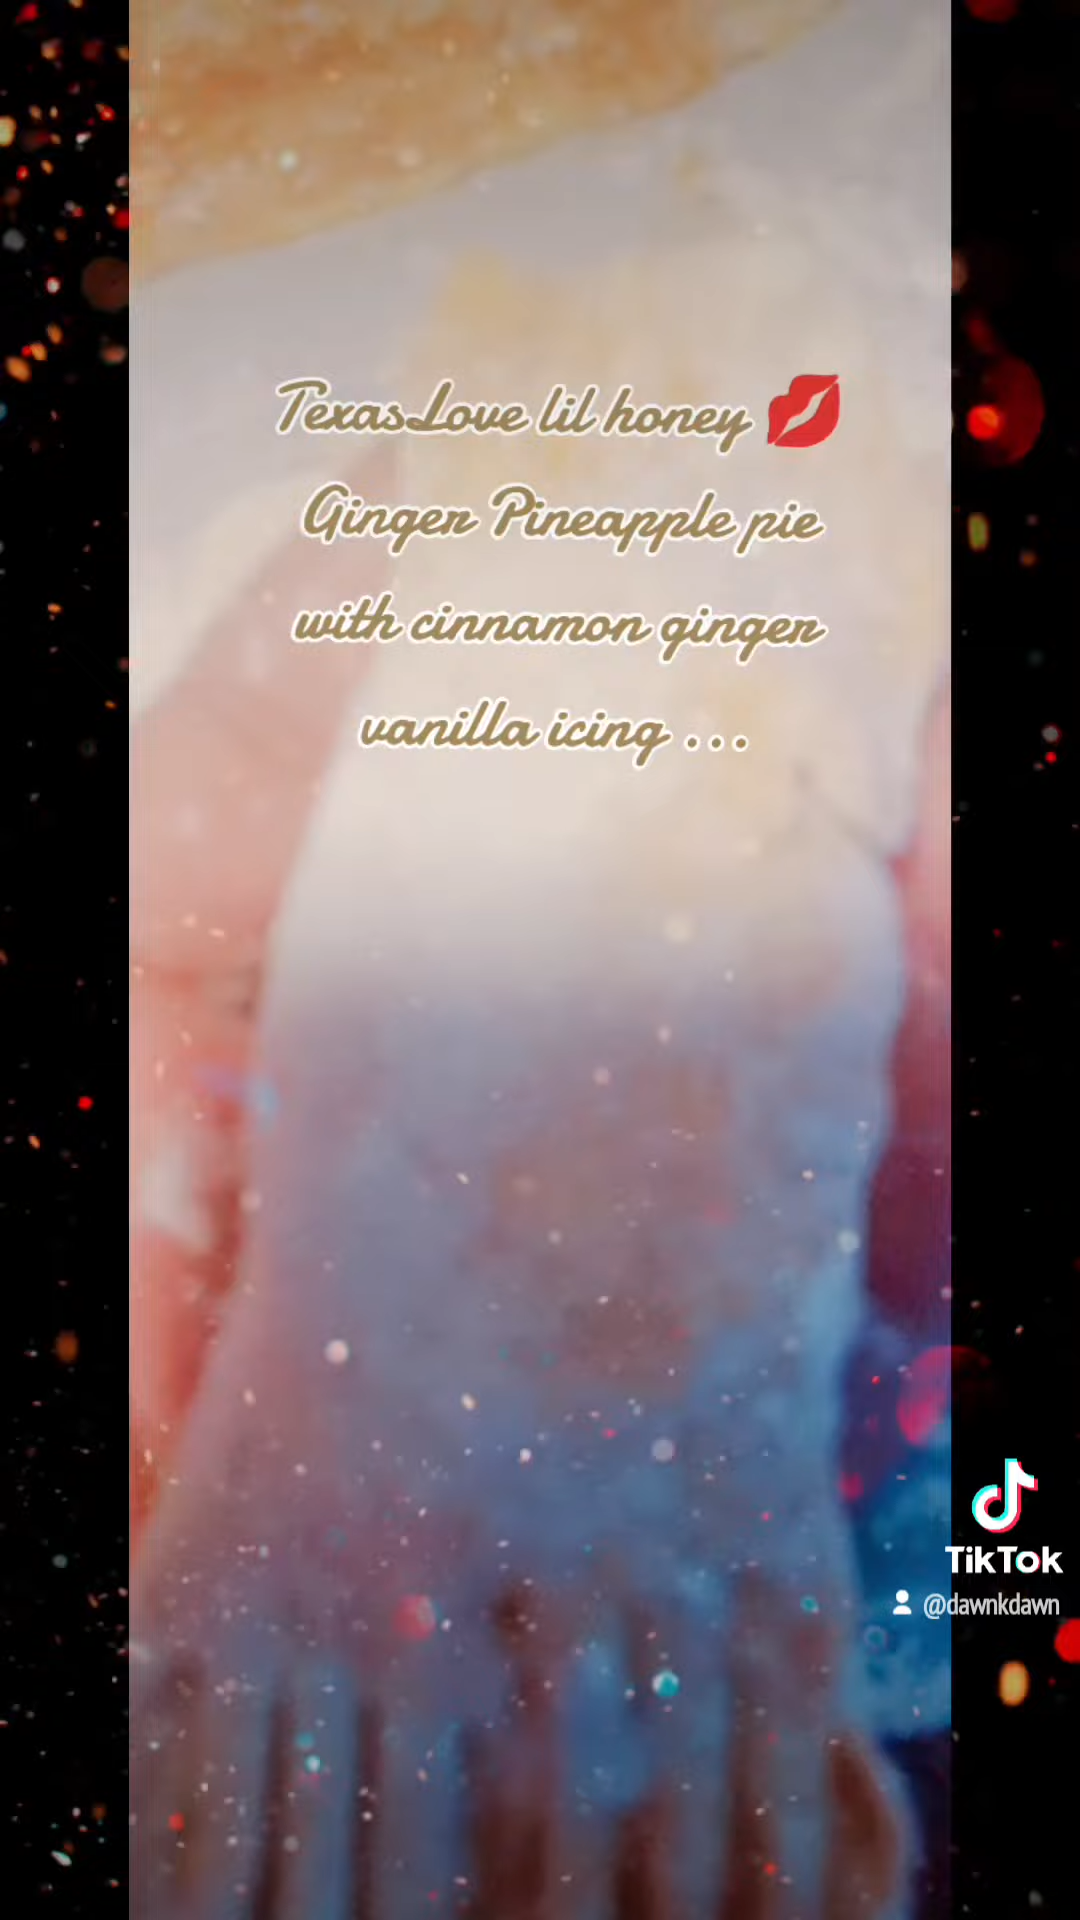 TexasLove lil honey 💋
Ginger Pineapple pie
with cinnamon ginger
vanilla icing ...
TikTok
@dawnkdawn